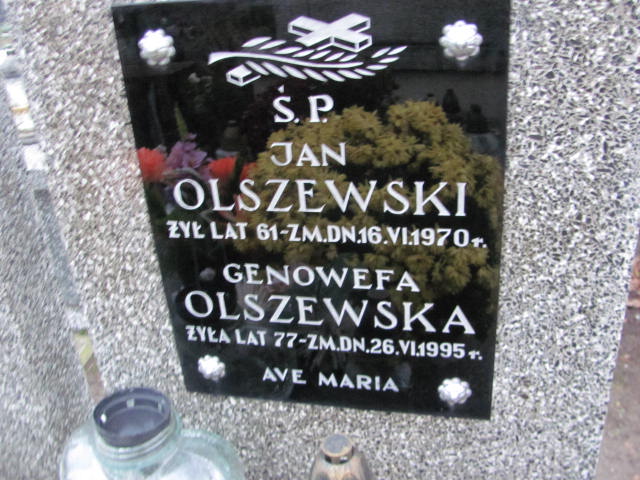 Ś. P.
JAN
OLSZEWSKI
ŻYŁ LAT 61-ZM.DN.16.VI.1970 r.
GENOWEFA
OLSZEWSKA
ŻYŁA LAT 77-ZM.DN.26.VI.1995 r.
AVE MARIA